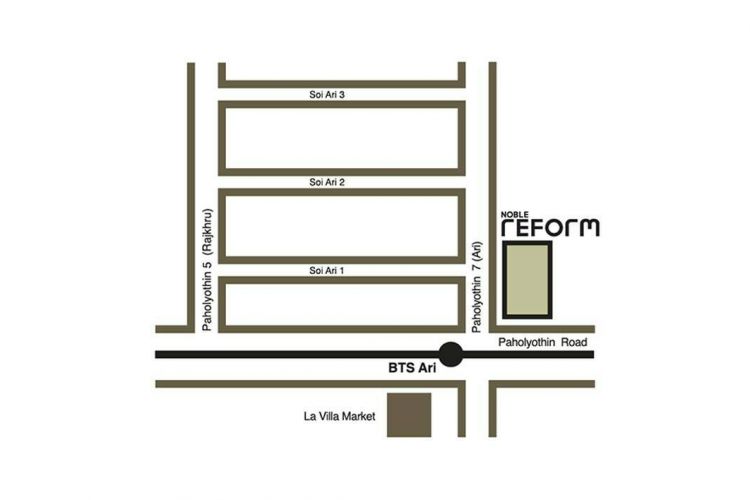 Soi Ari 3
Soi Ari 2
Paholyothin 5 (Rajkhru)
NOBLE
REFORM
Paholyothin 7 (Ari)
Soi Ari 1
Paholyothin Road
BTS Ari
La Villa Market